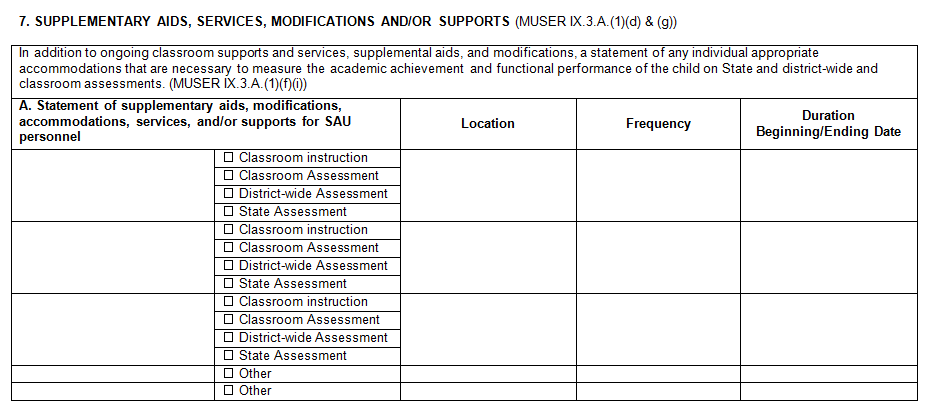 7. SUPPLEMENTARY AIDS, SERVICES, MODIFICATIONS AND/OR SUPPORTS (MUSER IX.3.A.(1)(d) & (g))
In addition to ongoing classroom supports and services, supplemental aids, and modifications, a statement of any individual appropriate
accommodations that are necessary to measure the academic achievement and functional performance of the child on State and district-wide and
classroom assessments. (MUSER IX.3.A.(1)(f)(i))
A. Statement of supplementary aids, modifications,
accommodations, services, and/or supports for SAU
personnel
Location
Frequency
Duration
Beginning/Ending Date
☐ Classroom instruction
☐ Classroom Assessment
☐ District-wide Assessment
☐ State Assessment
☐ Classroom instruction
☐ Classroom Assessment
☐ District-wide Assessment
☐ State Assessment
☐ Classroom instruction
☐ Classroom Assessment
☐ District-wide Assessment
☐ State Assessment
☐ Other
☐ Other